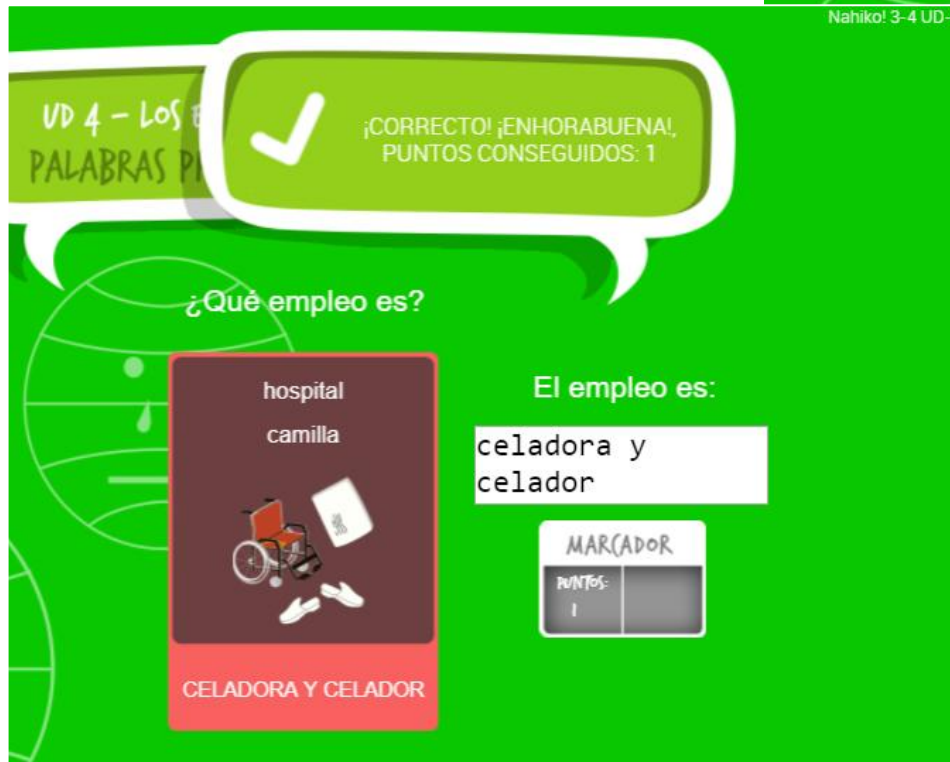 Nahiko! 3-4 UD-
UD 4 - LOS
PALABRAS
¡CORRECTO! ¡ENHORABUENA!,
PUNTOS CONSEGUIDOS: 1
¿Qué empleo es?
hospital
camilla
CELADORA Y CELADOR
El empleo es:
celadora y
celador
MARCADOR
PUNTOS:
1